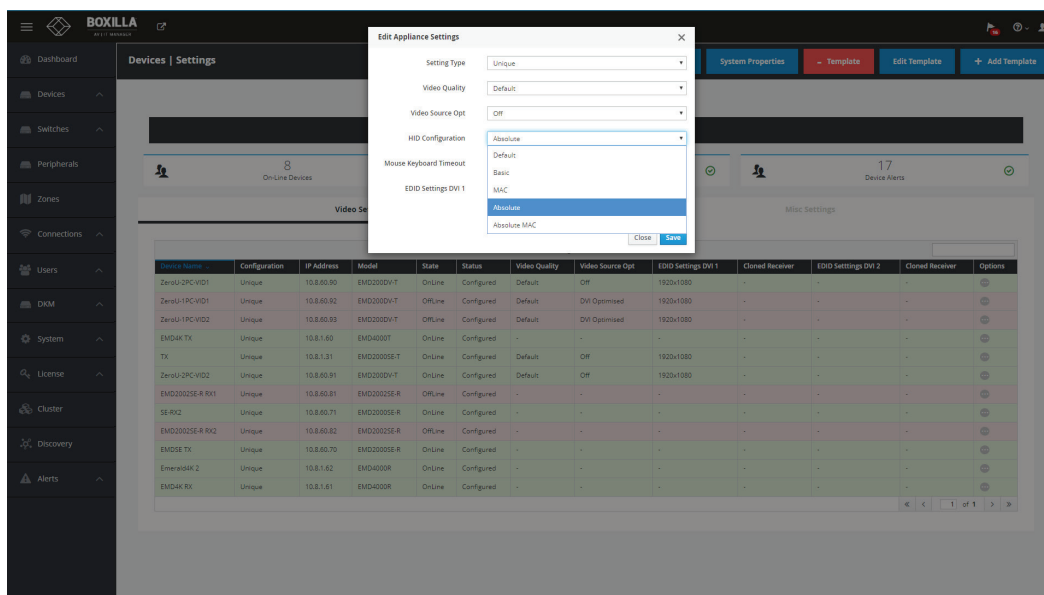 BOXILLA
16
Dashboard
Devices
Switches
Peripherals
Zones
Connections
Users
DKM
System
License
Cluster
Discovery
Alerts
Devices | Settings
System Properties
- Template
Edit Template
+ Add Template
8
On-Line Devices
17
Device Alerts
Video Se
Misc Settings
Edit Appliance Settings
Setting Type Unique
Video Quality Default
Video Source Opt Off
HID Configuration Absolute
Default
Mouse Keyboard Timeout
Basic
EDID Settings DVI 1
MAC
Absolute
Absolute MAC
Close Save
Device Name Configuration IP Address Model State Status Video Quality Video Source Opt EDID Settings DVI 1 Cloned Receiver EDID Setttings DVI 2 Cloned Receiver Options
ZeroU-2PC-VID1 Unique 10.8.60.90 EMD200DV-T OnLine Configured Default Off 1920x1080 - - -
ZeroU-1PC-VID1 Unique 10.8.60.92 EMD200DV-T OffLine Configured Default DVI Optimised 1920x1080 - - -
ZeroU-1PC-VID2 Unique 10.8.60.93 EMD200DV-T OffLine Configured Default DVI Optimised 1920x1080 - - -
EMD4K TX Unique 10.8.1.60 EMD4000T OnLine Configured - - - - - -
TX Unique 10.8.1.31 EMD2000SE-T OnLine Configured Default Off 1920x1080 - - -
ZeroU-2PC-VID2 Unique 10.8.60.91 EMD200DV-T OnLine Configured Default Off 1920x1080 - - -
EMD2002SE-R RX1 Unique 10.8.60.81 EMD2002SE-R OffLine Configured - - - - - -
SE-RX2 Unique 10.8.60.71 EMD2000SE-R OnLine Configured - - - - - -
EMD2002SE-R RX2 Unique 10.8.60.82 EMD2002SE-R OffLine Configured - - - - - -
EMDSE TX Unique 10.8.60.70 EMD2000SE-R OnLine Configured - - - - - -
Emerald4K 2 Unique 10.8.1.62 EMD4000R OnLine Configured - - - - - -
EMD4K RX Unique 10.8.1.61 EMD4000R OnLine Configured - - - - - -
1 of 1